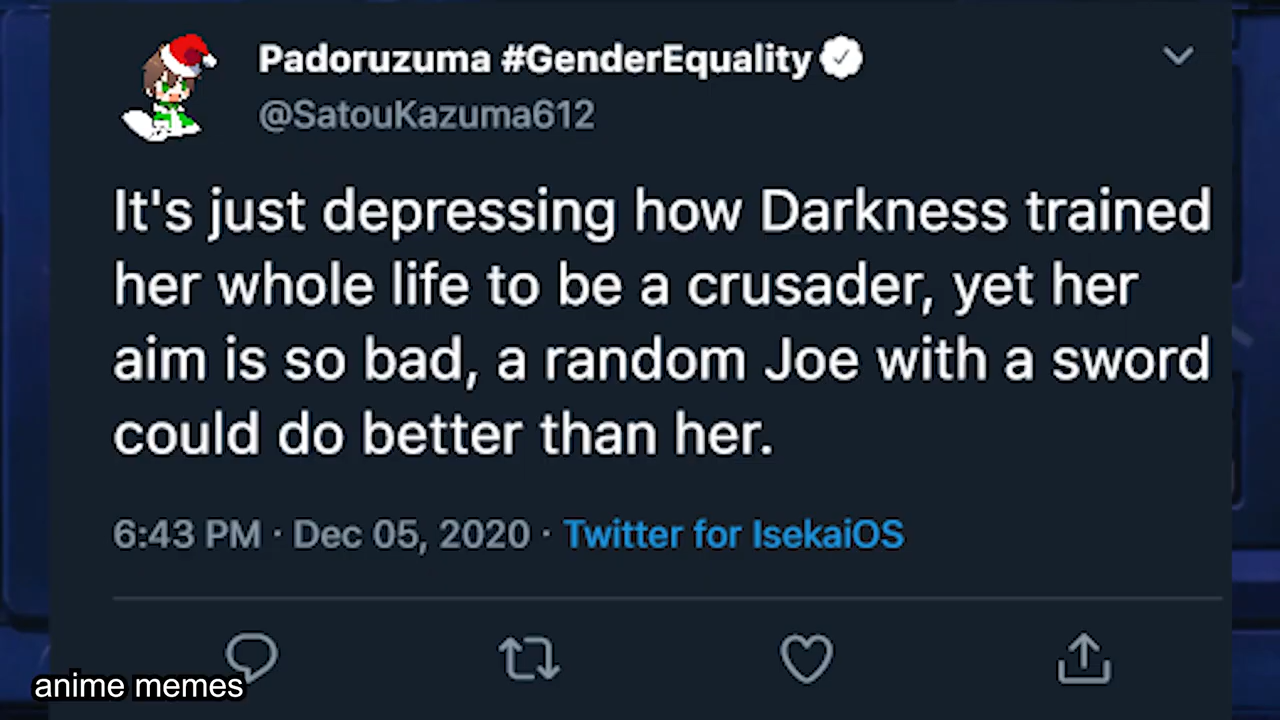 Padoruzuma #GenderEquality
@SatouKazuma612
It's just depressing how Darkness trained
her whole life to be a crusader, yet her
aim is so bad, a random Joe with a sword
could do better than her.
6:43 PM · Dec 05, 2020 · Twitter for IsekaiOS
anime memes